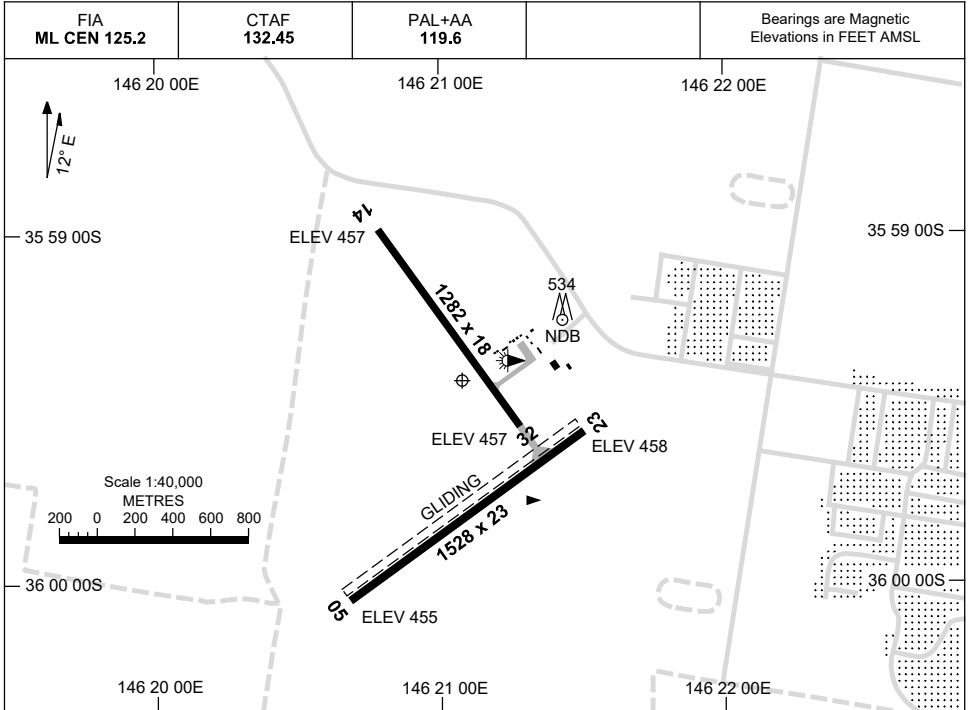 FIA
ML CEN 125.2
CTAF
132.45
PAL+AA
119.6
Bearings are Magnetic
Elevations in FEET AMSL
146 20 00E
146 21 00E
146 22 00E
12° E
35 59 00S
35 59 00S
14
ELEV 457
1282 x 18
534
NDB
ELEV 457
32
23
ELEV 458
GLIDING
1528 x 23
Scale 1:40,000
METRES
200 0 200 400 600 800
36 00 00S
36 00 00S
05
ELEV 455
146 20 00E
146 21 00E
146 22 00E